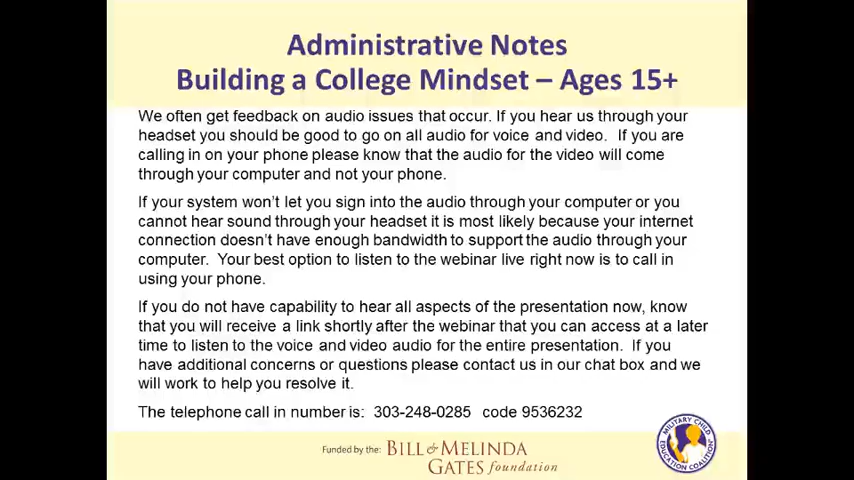 Administrative Notes
Building a College Mindset – Ages 15+
We often get feedback on audio issues that occur. If you hear us through your
headset you should be good to go on all audio for voice and video.  If you are
calling in on your phone please know that the audio for the video will come
through your computer and not your phone.
If your system won't let you sign into the audio through your computer or you
cannot hear sound through your headset it is most likely because your internet
connection doesn't have enough bandwidth to support the audio through your
computer.  Your best option to listen to the webinar live right now is to call in
using your phone.
If you do not have capability to hear all aspects of the presentation now, know
that you will receive a link shortly after the webinar that you can access at a later
time to listen to the voice and video audio for the entire presentation.  If you
have additional concerns or questions please contact us in our chat box and we
will work to help you resolve it.
The telephone call in number is:  303-248-0285  code 9536232
Funded by the: BILL & MELINDA
GATES foundation
MILITARY CHILD
EDUCATION COALITION